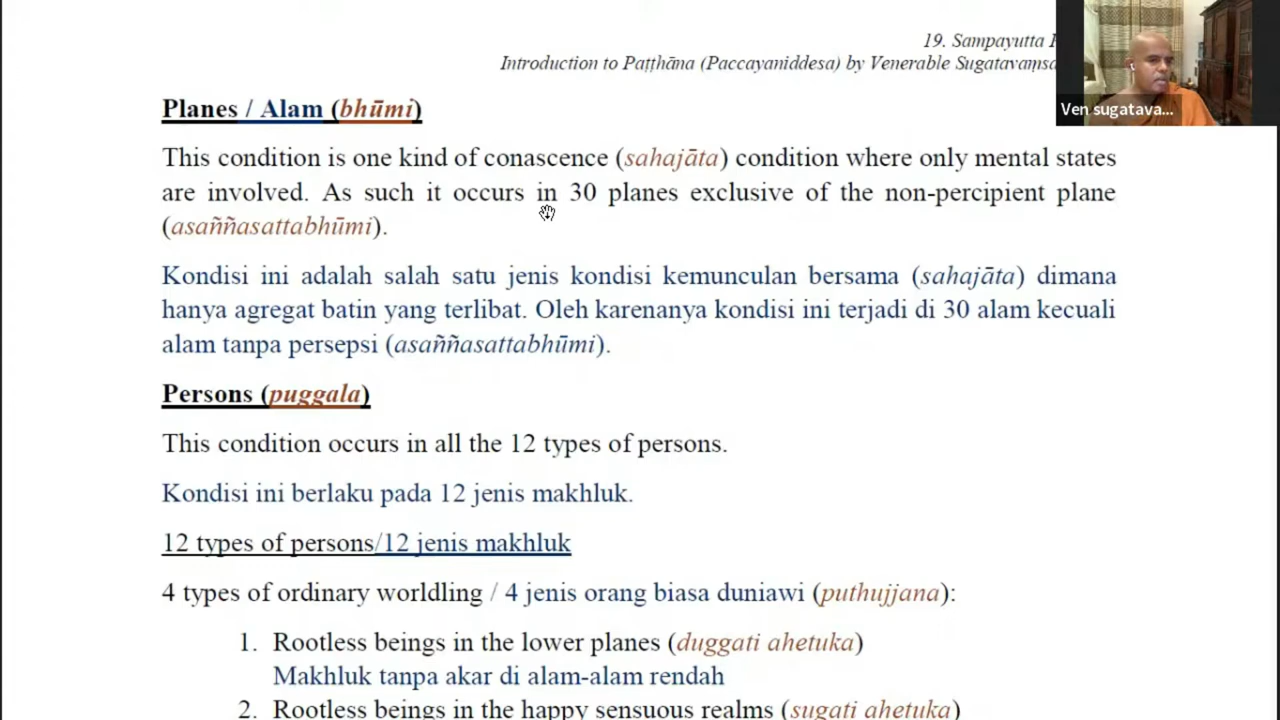 19. Sampayutta
Introduction to Paṭṭhāna (Paccayaniddesa) by Venerable
Ven sugatava...
Planes / Alam (bhūmi)
This condition is one kind of conascence (sahajāta) condition where only mental states
are involved. As such it occurs in 30 planes exclusive of the non-percipient plane
(asaññasattabhūmi).
Kondisi ini adalah salah satu jenis kondisi kemunculan bersama (sahajāta) dimana
hanya agregat batin yang terlibat. Oleh karenanya kondisi ini terjadi di 30 alam kecuali
alam tanpa persepsi (asaññasattabhūmi).
Persons (puggala)
This condition occurs in all the 12 types of persons.
Kondisi ini berlaku pada 12 jenis makhluk.
12 types of persons/12 jenis makhluk
4 types of ordinary worldling / 4 jenis orang biasa duniawi (puthujjana):
1. Rootless beings in the lower planes (duggati ahetuka)
Makhluk tanpa akar di alam-alam rendah
2. Rootless beings in the happy sensuous realms (sugati ahetuka)